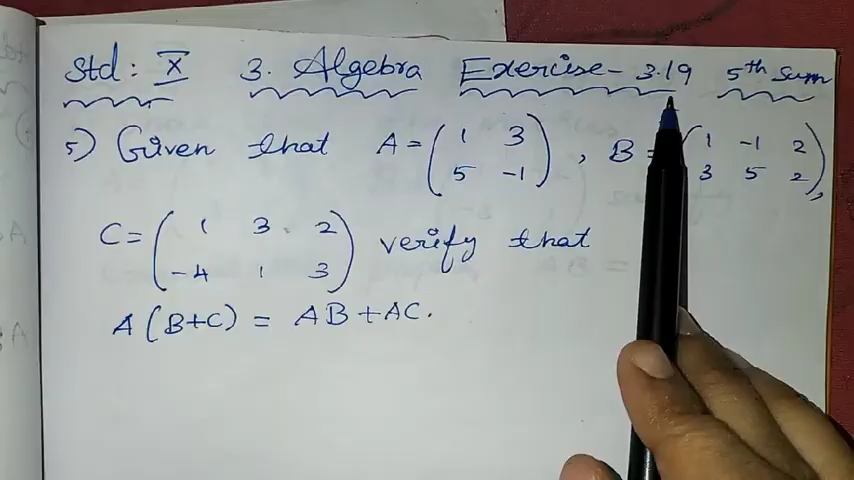 Std: X 3. Algebra Exercise- 3.19 5th Sum
5) Given that A = ( 1 3 ) , B = ( 1 -1 2 ),
5 -1 3 5 2
C = ( 1 3 2 ) verify that
-4 1 3
A (B+C) = AB + AC.